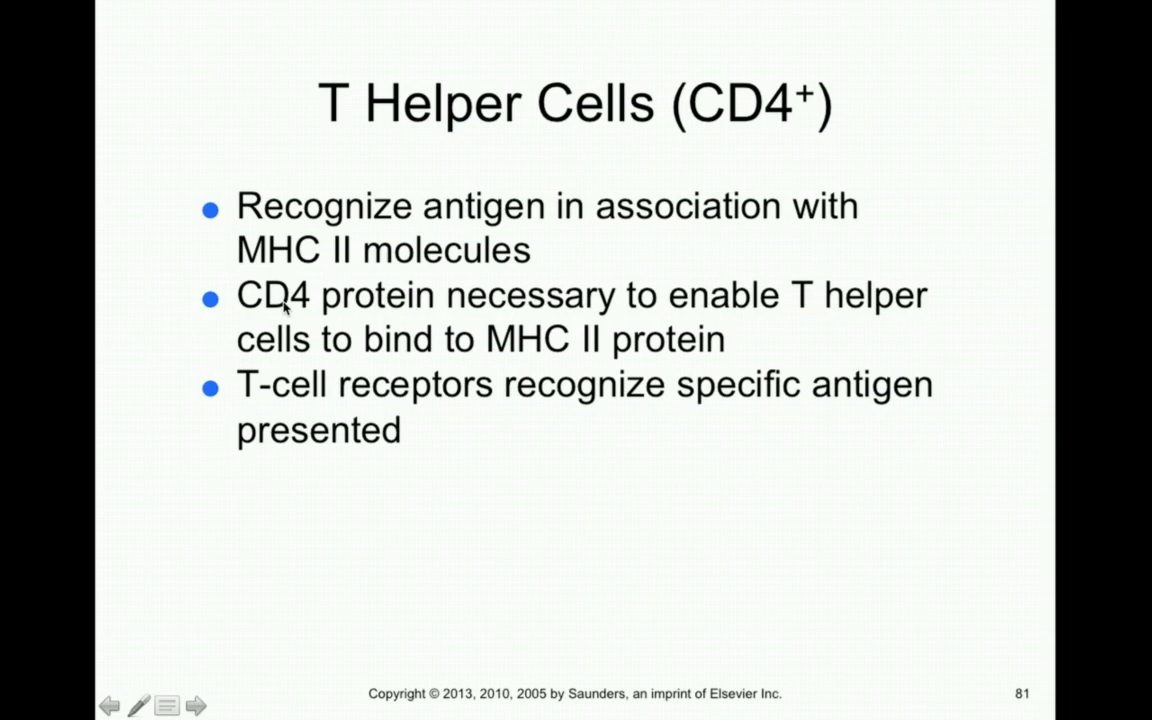 T Helper Cells (CD4⁺)
Recognize antigen in association with
MHC II molecules
CD4 protein necessary to enable T helper
cells to bind to MHC II protein
T-cell receptors recognize specific antigen
presented
Copyright © 2013, 2010, 2005 by Saunders, an imprint of Elsevier Inc.
81